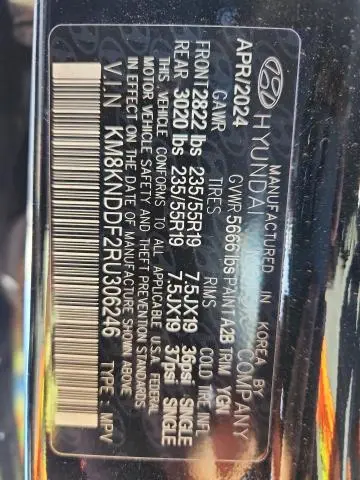 MANUFACTURED IN KOREA BY
HYUNDAI COMPANY
APR/2024 GVWR 5666 lbs PAINT A2B TRIM YGN
GAWR TIRES RIMS COLD TIRE INFL
FRONT 2822 lbs 235/55R19 7.5JX19 36psi SINGLE
REAR 3020 lbs 235/55R19 7.5JX19 37psi SINGLE
THIS VEHICLE CONFORMS TO ALL APPLICABLE U.S.A. FEDERAL
MOTOR VEHICLE SAFETY AND THEFT PREVENTION STANDARDS
IN EFFECT ON THE DATE OF MANUFACTURE SHOWN ABOVE.
V.I.N KM8KNDDF2RU306246 TYPE: MPV